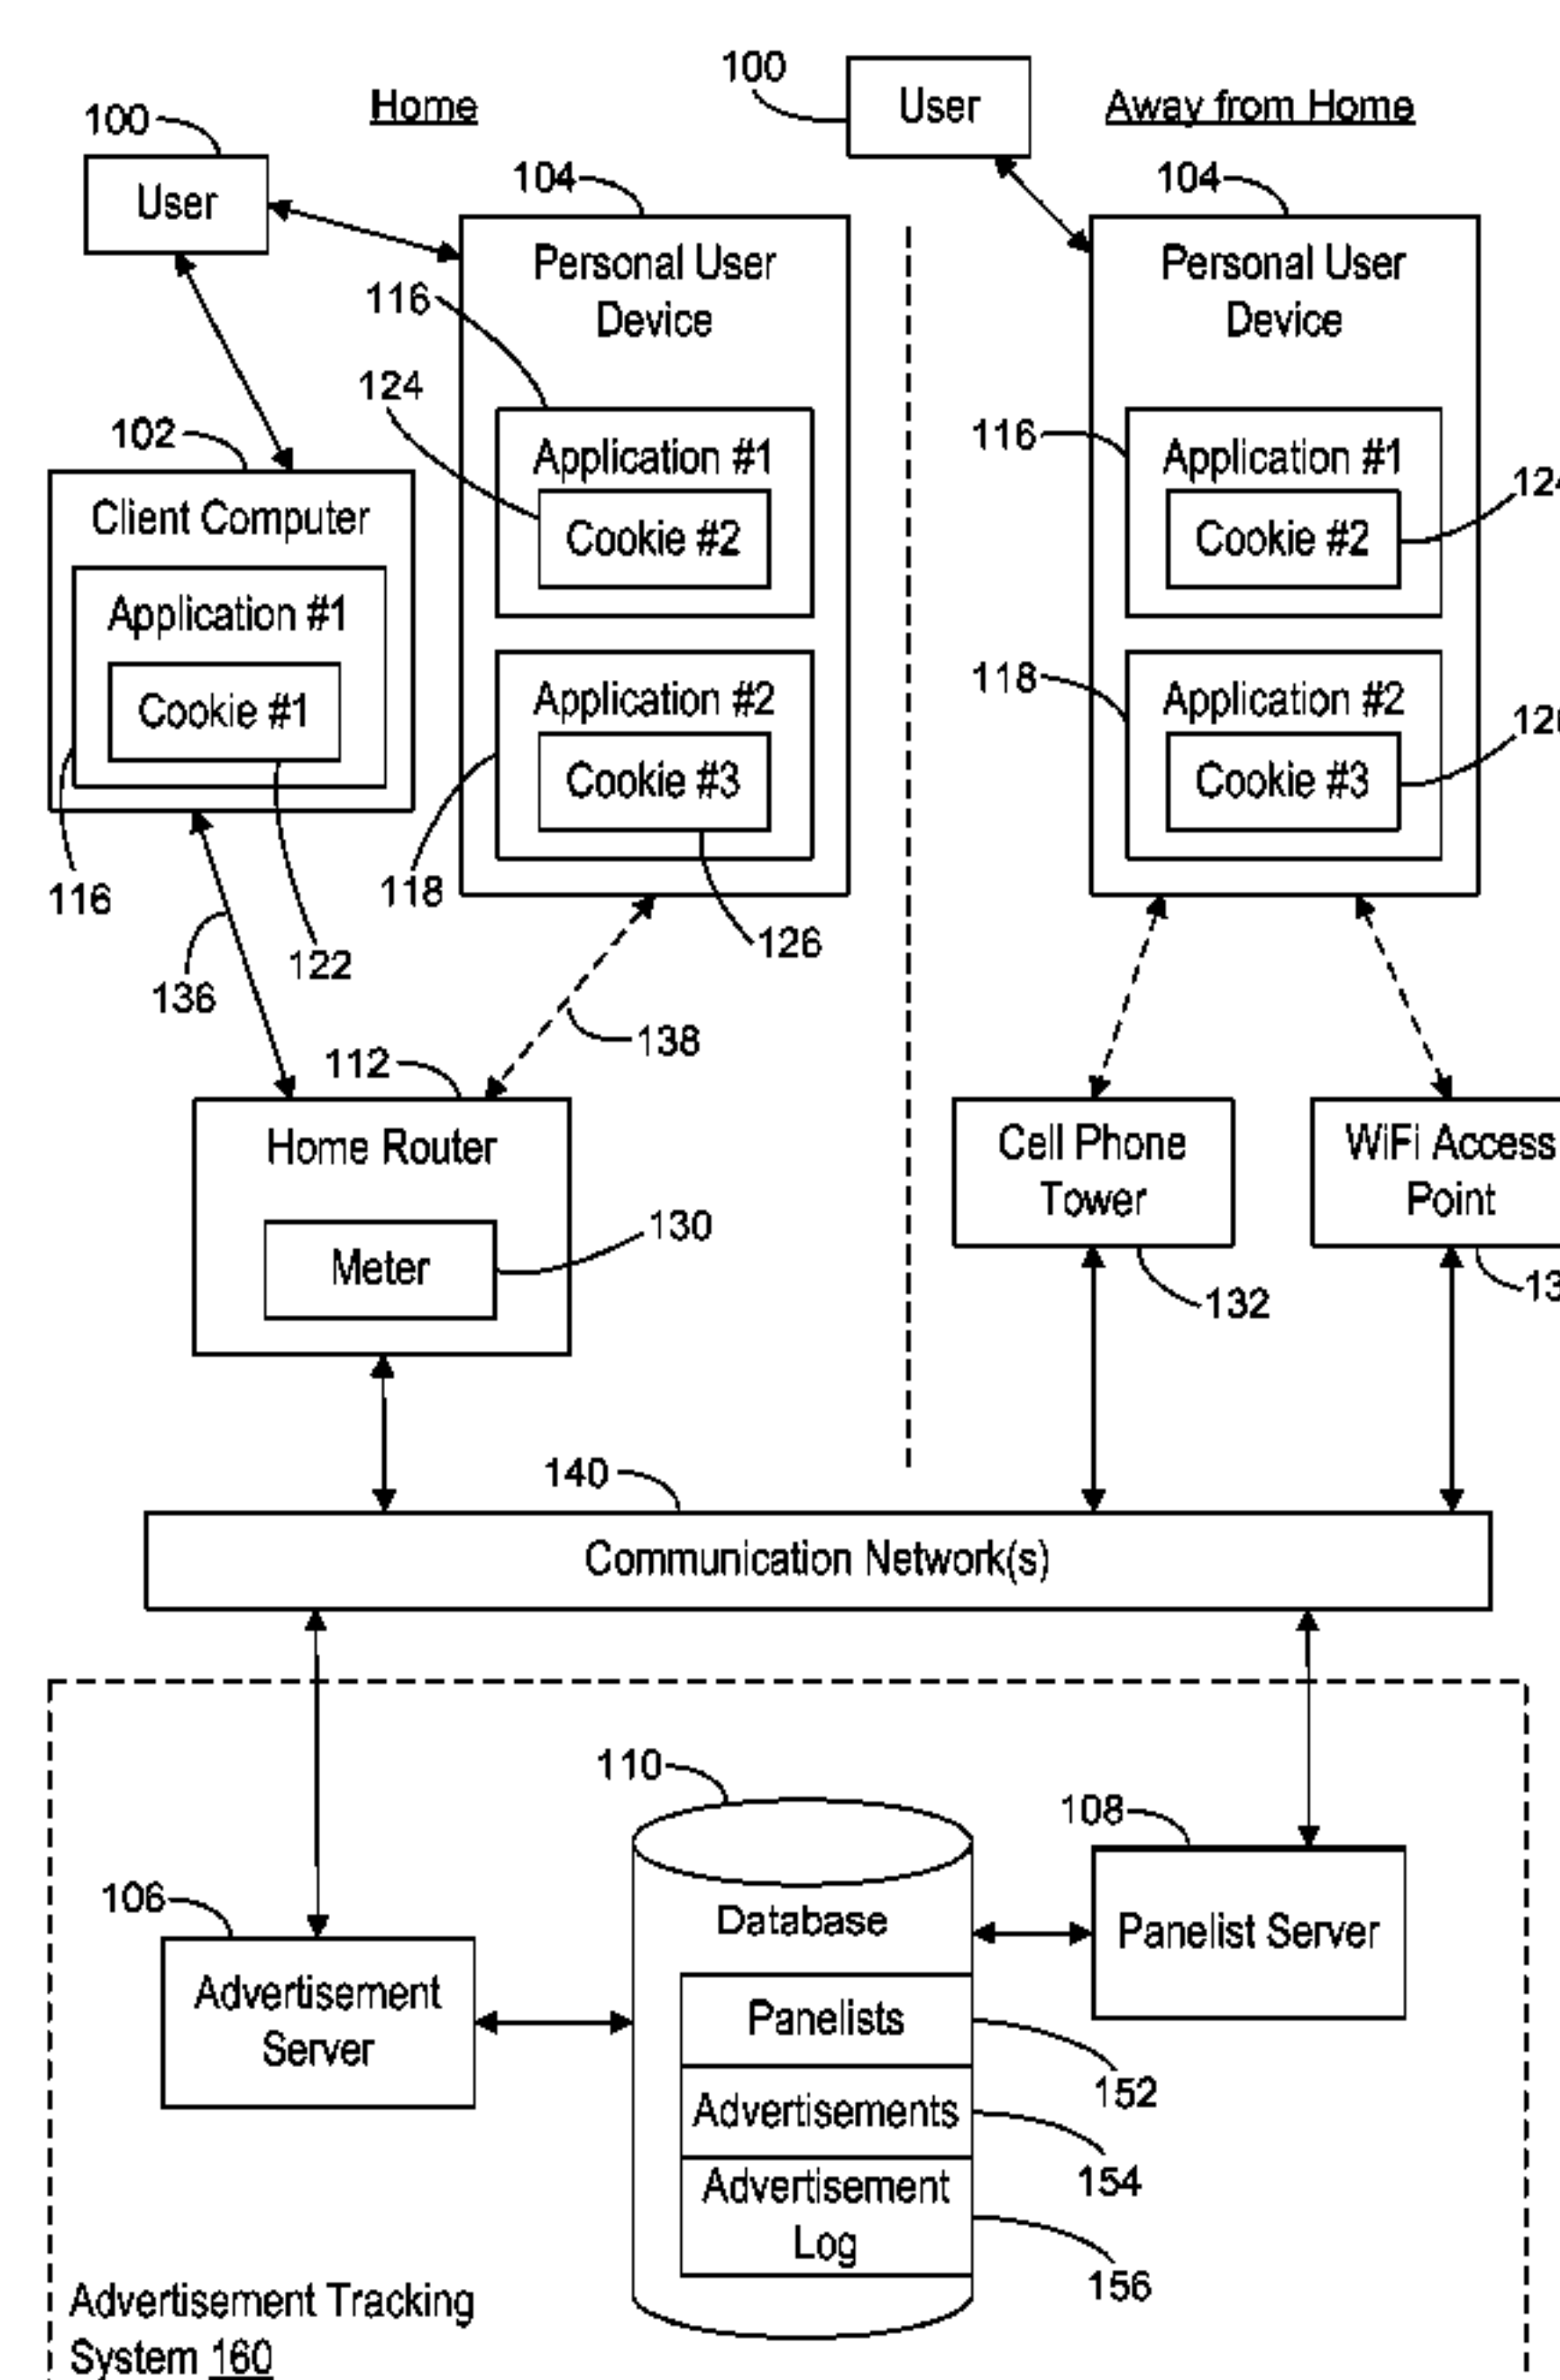 Home
100
User
Away from Home
100
User
104
Personal User
Device
104
Personal User
Device
116
124
Application #1
Cookie #2
116
Application #1
Cookie #2
102
Client Computer
Application #1
Cookie #1
118
Application #2
Cookie #3
Application #2
Cookie #3
116
122
118
126
136
138
112
Home Router
Meter
130
Cell Phone
Tower
132
WiFi Access
Point
140
Communication Network(s)
110
Database
108
Panelist Server
106
Advertisement
Server
Panelists
152
Advertisements
154
Advertisement
Log
156
Advertisement Tracking
System 160